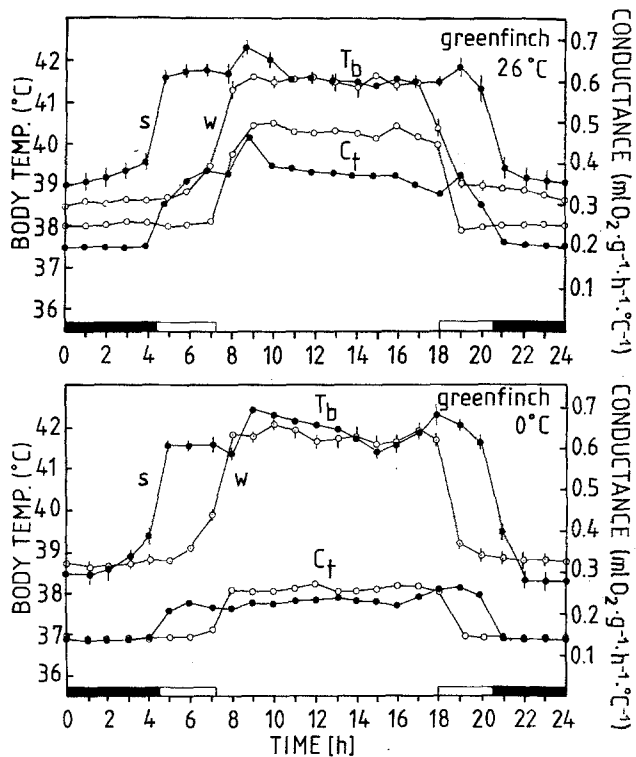 greenfinch
26°C
BODY TEMP. (°C)
42
41
40
39
38
37
36
35
T_b
s
w
C_t
0.7
0.6
0.5
0.4
0.3
0.2
0.1
CONDUCTANCE (ml O₂·g⁻¹·h⁻¹·°C⁻¹)
0 2 4 6 8 10 12 14 16 18 20 22 24
greenfinch
0°C
BODY TEMP. (°C)
42
41
40
39
38
37
36
35
T_b
s
w
C_t
0.7
0.6
0.5
0.4
0.3
0.2
0.1
CONDUCTANCE (ml O₂·g⁻¹·h⁻¹·°C⁻¹)
0 2 4 6 8 10 12 14 16 18 20 22 24
TIME [h]